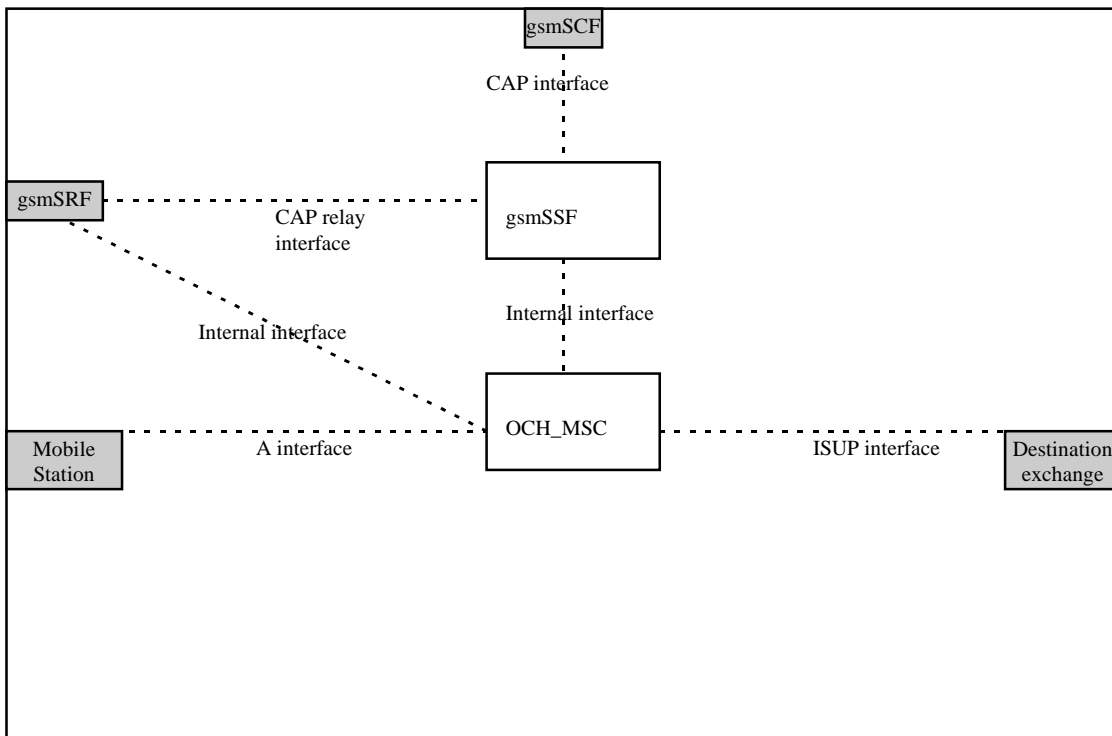 gsmSCF
CAP interface
gsmSRF
CAP relay
interface
gsmSSF
Internal interface
Internal interface
OCH_MSC
Mobile
Station
A interface
ISUP interface
Destination
exchange